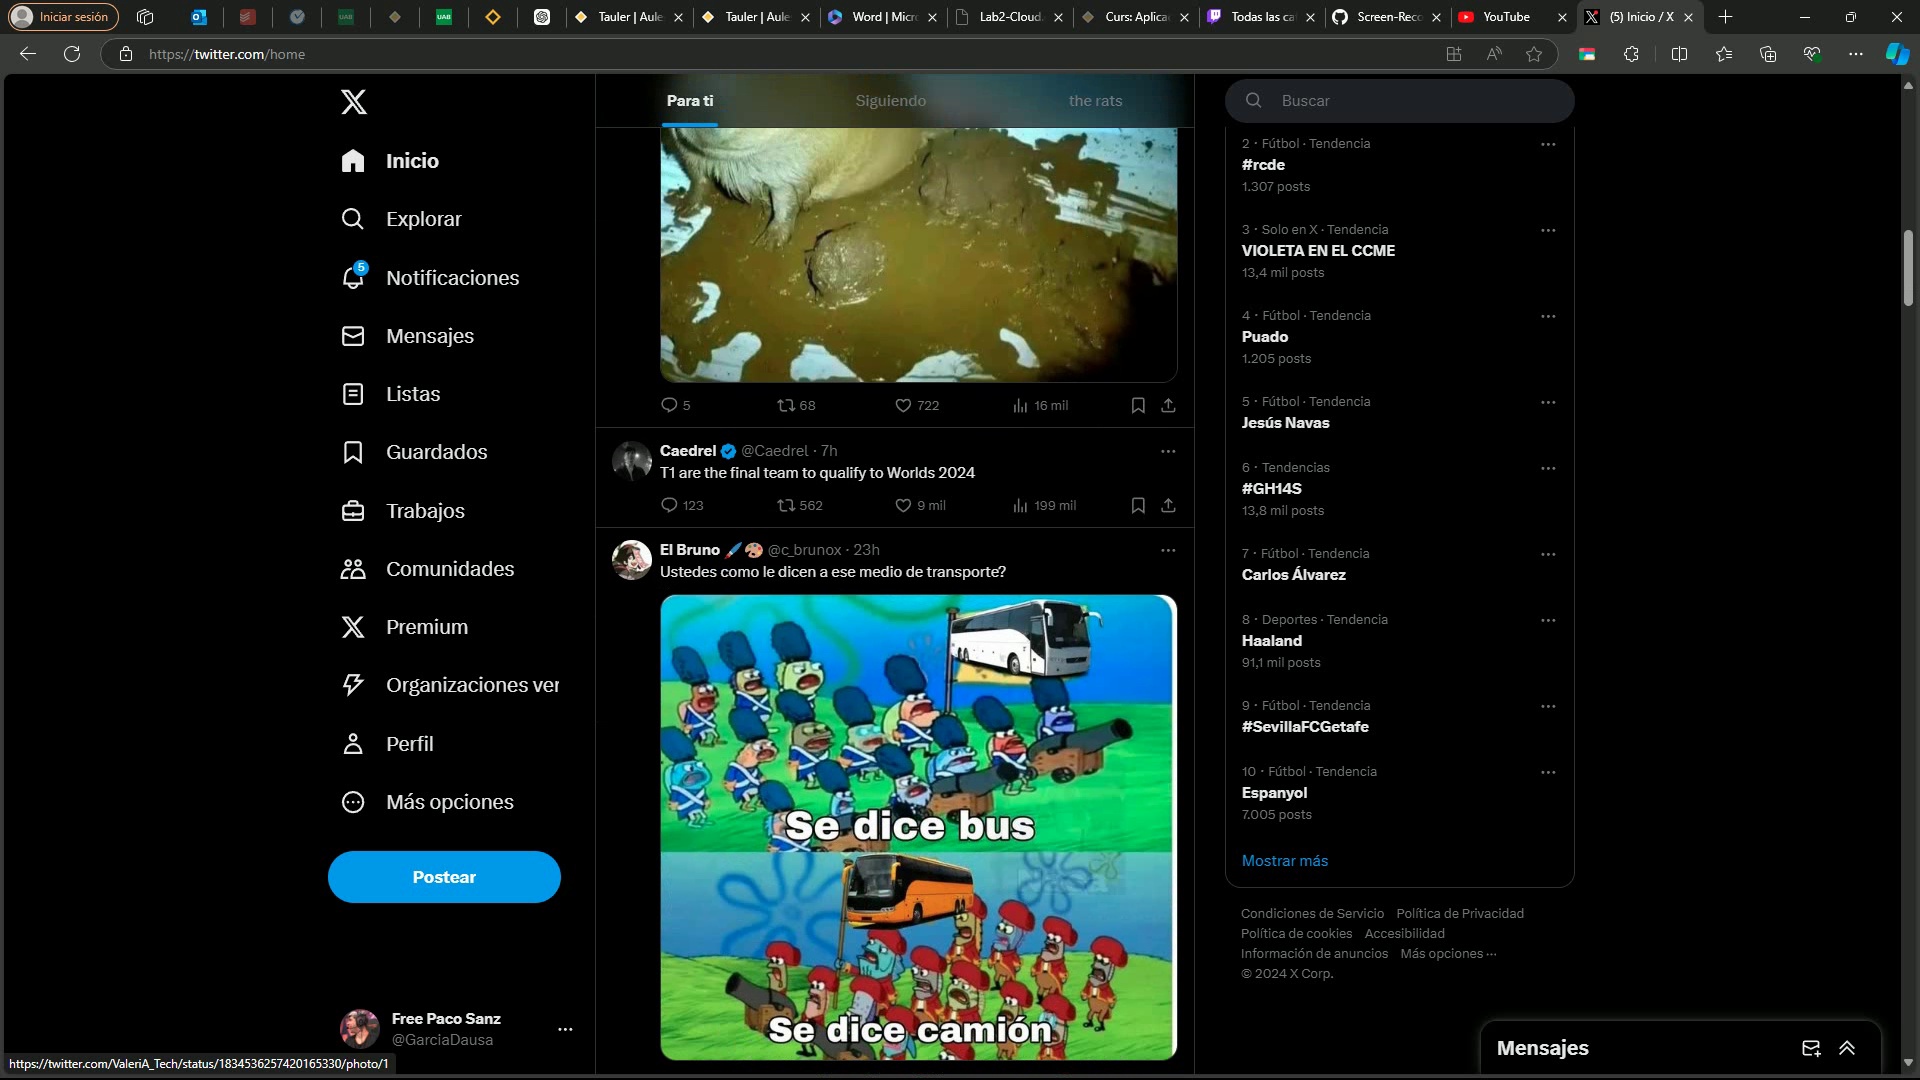 Iniciar sesión
Tauler | Aule
Tauler | Aule
Word | Micr
Lab2-Cloud
Curs: Aplica
Todas las ca
Screen-Reco
YouTube
(5) Inicio / X
https://twitter.com/home
Para ti
Siguiendo
the rats
Buscar
Inicio
Explorar
5
Notificaciones
Mensajes
Listas
Guardados
Trabajos
Comunidades
Premium
Organizaciones ver
Perfil
Más opciones
Postear
Free Paco Sanz
@GarciaDausa
https://twitter.com/ValeriA_Tech/status/1834536257420165330/photo/1
5 68 722 16 mil
Caedrel @Caedrel · 7h
T1 are the final team to qualify to Worlds 2024
123 562 9 mil 199 mil
El Bruno @c_brunox · 23h
Ustedes como le dicen a ese medio de transporte?
Se dice bus
Se dice camión
2 · Fútbol · Tendencia
#rcde
1.307 posts
3 · Solo en X · Tendencia
VIOLETA EN EL CCME
13,4 mil posts
4 · Fútbol · Tendencia
Puado
1.205 posts
5 · Fútbol · Tendencia
Jesús Navas
6 · Tendencias
#GH14S
13,8 mil posts
7 · Fútbol · Tendencia
Carlos Álvarez
8 · Deportes · Tendencia
Haaland
91,1 mil posts
9 · Fútbol · Tendencia
#SevillaFCGetafe
10 · Fútbol · Tendencia
Espanyol
7.005 posts
Mostrar más
Condiciones de Servicio Política de Privacidad
Política de cookies Accesibilidad
Información de anuncios Más opciones ···
© 2024 X Corp.
Mensajes